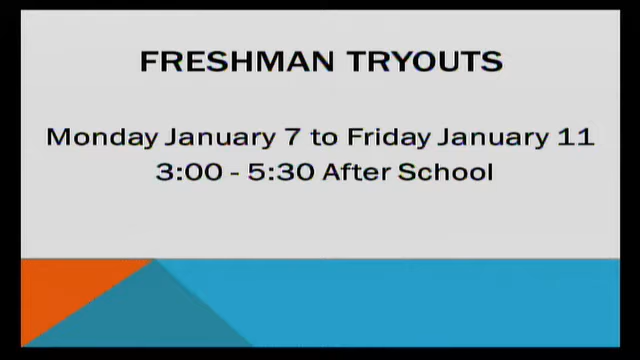 FRESHMAN TRYOUTS
Monday January 7 to Friday January 11
3:00 - 5:30 After School